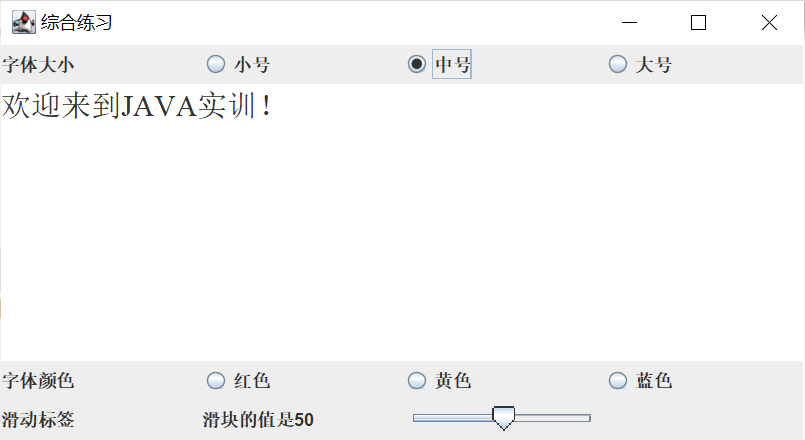 综合练习
字体大小 小号 中号 大号
欢迎来到JAVA实训！
字体颜色 红色 黄色 蓝色
滑动标签 滑块的值是50